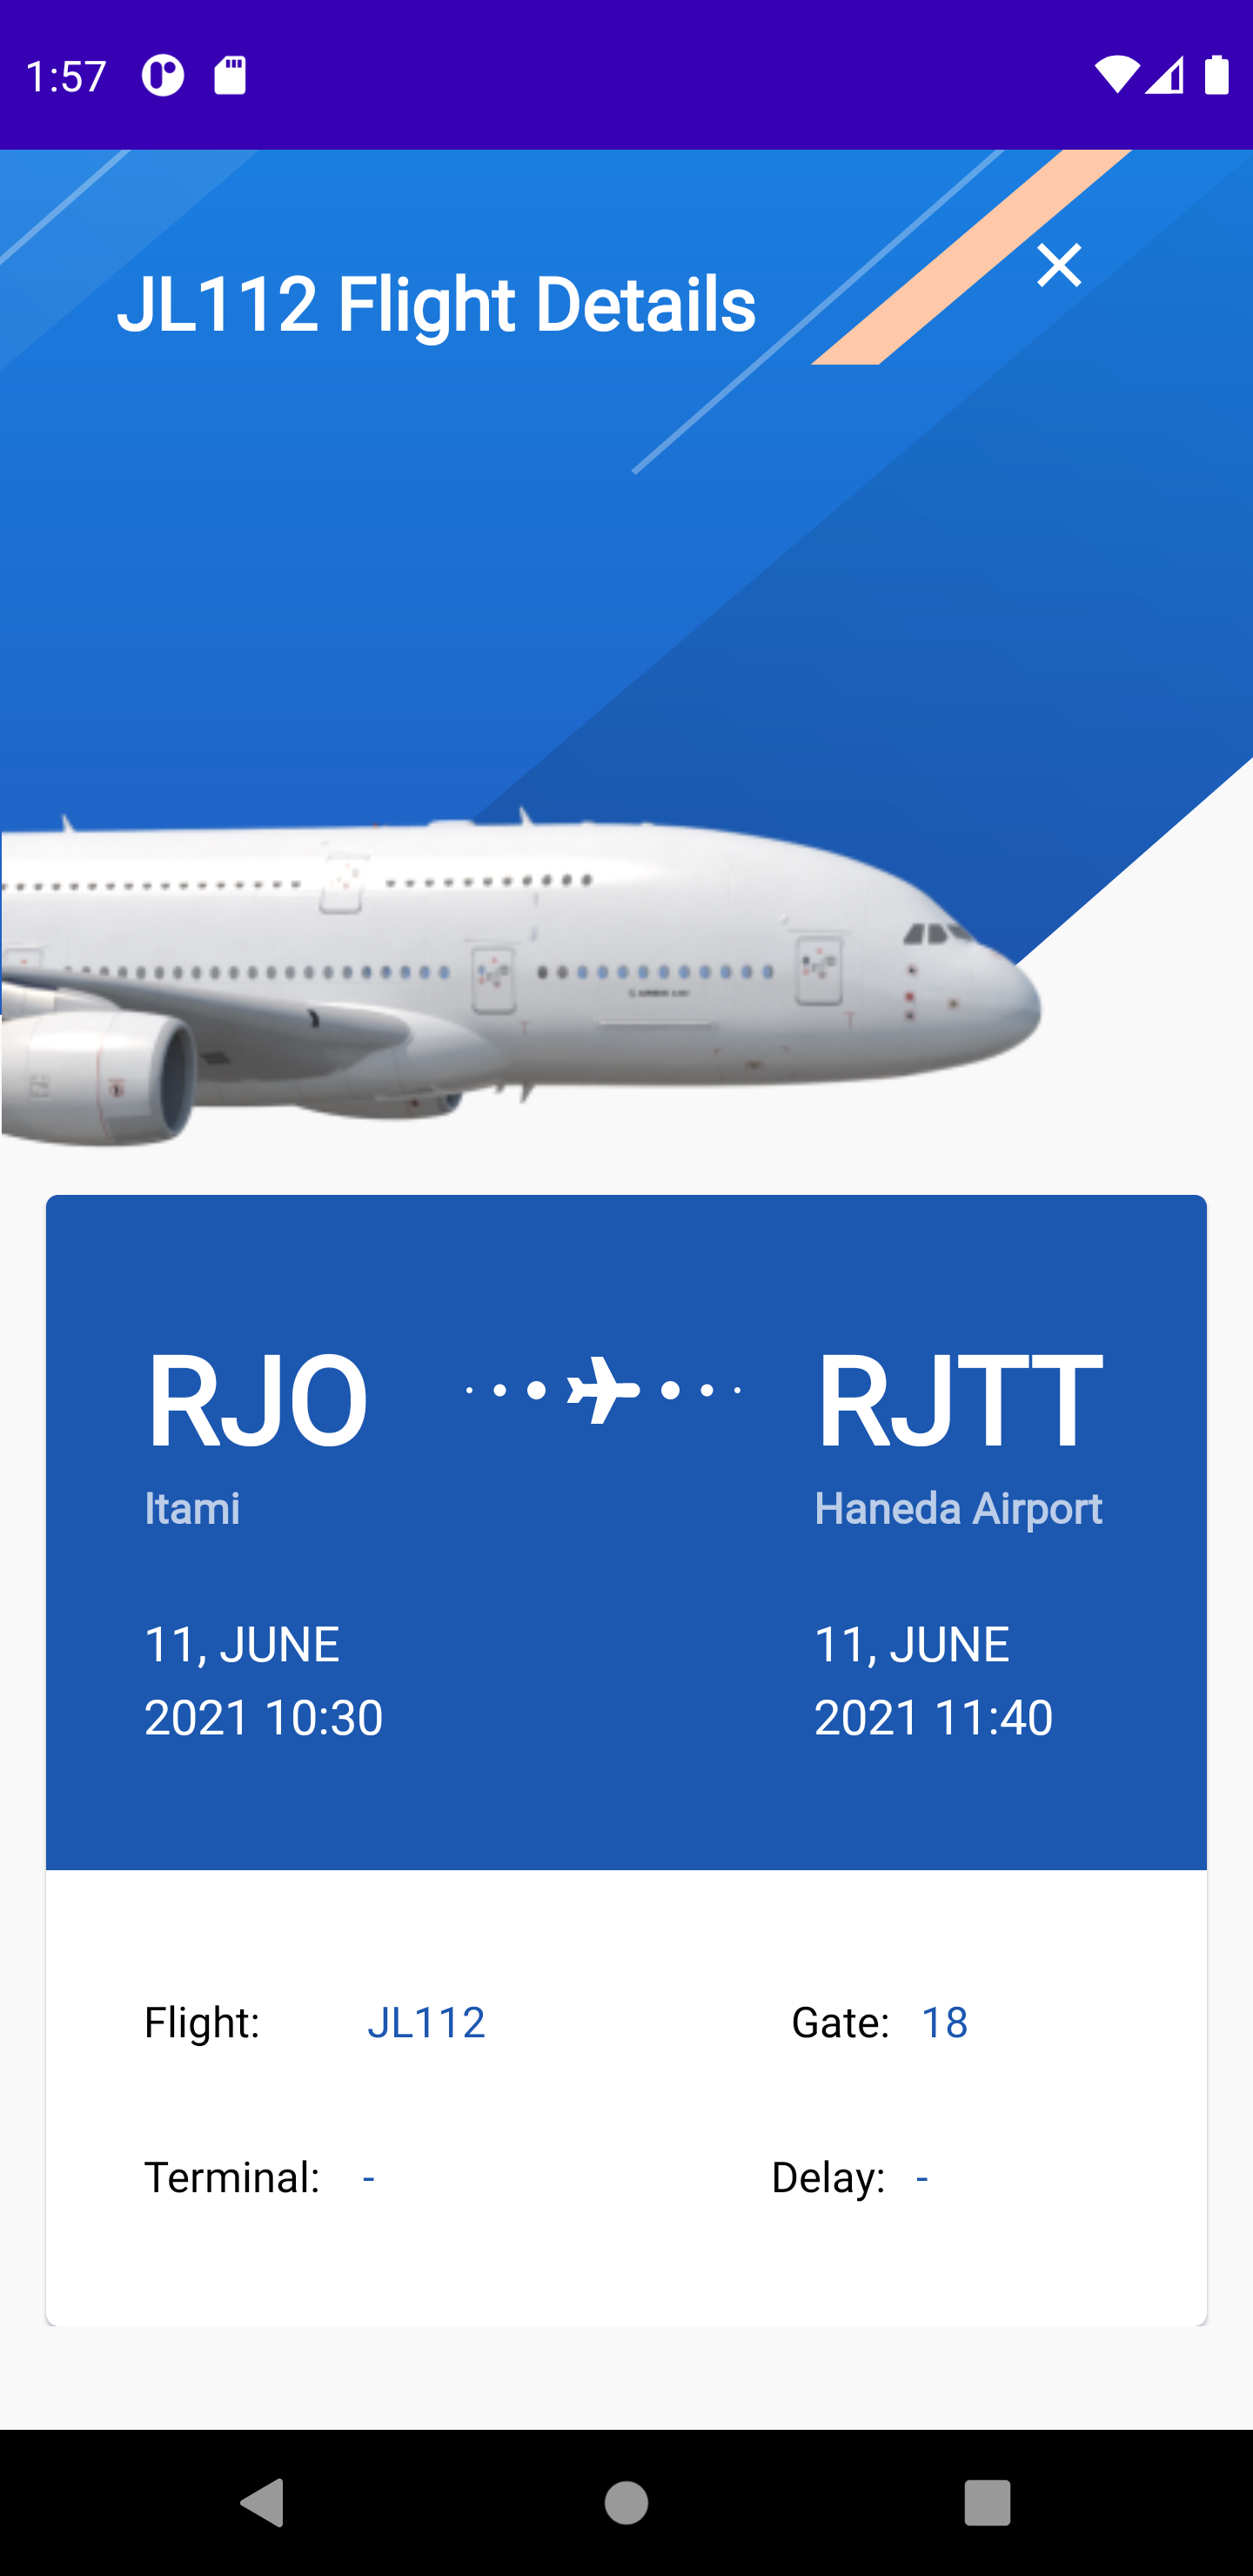 1:57
JL112 Flight Details
RJO RJTT
Itami Haneda Airport
11, JUNE 11, JUNE
2021 10:30 2021 11:40
Flight: JL112 Gate: 18
Terminal: - Delay: -